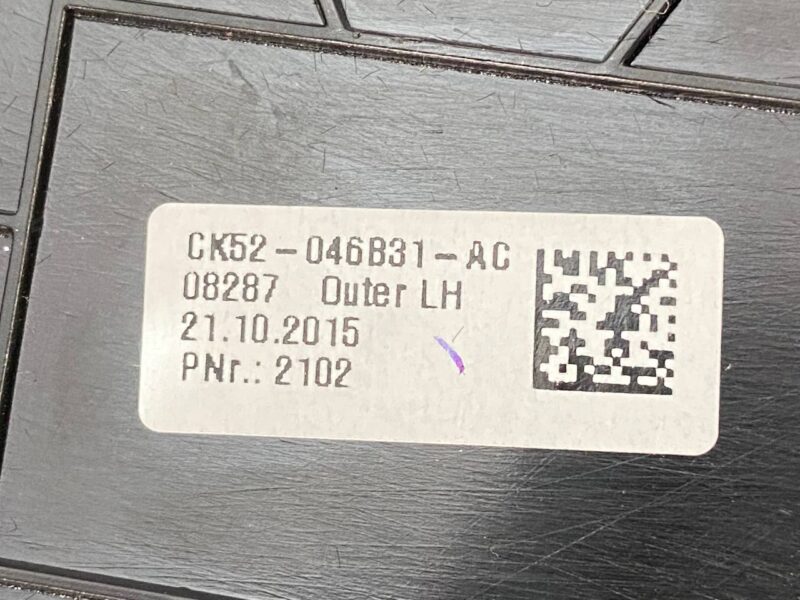 CK52-046B31-AC
08287 Outer LH
21.10.2015
PNr.: 2102